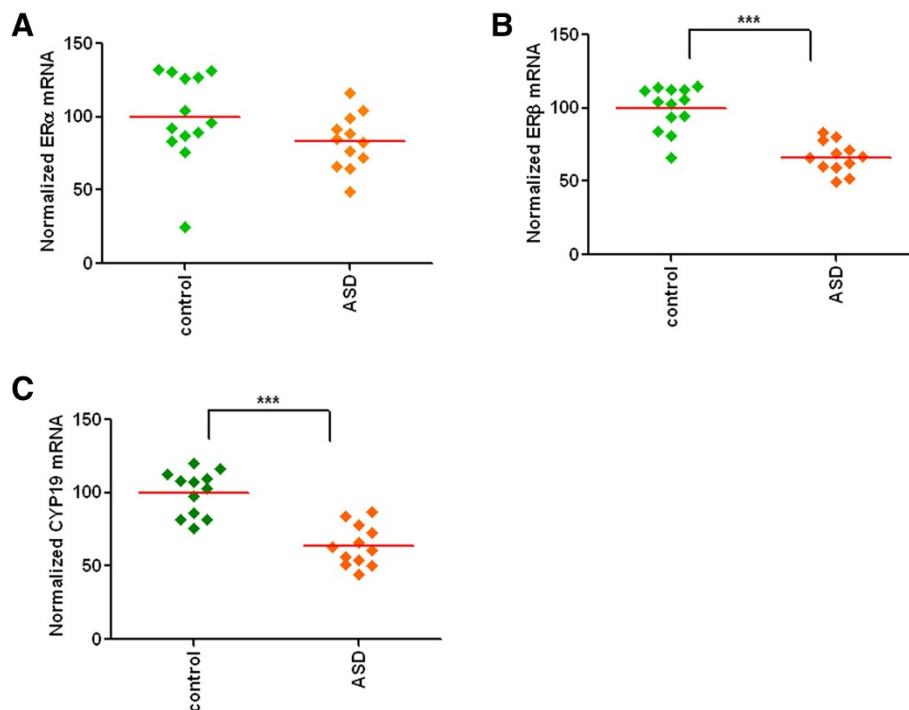 A
Normalized ERα mRNA
150
100
50
0
control
ASD
B
Normalized ERβ mRNA
150
100
50
0
***
control
ASD
C
Normalized CYP19 mRNA
150
100
50
0
***
control
ASD